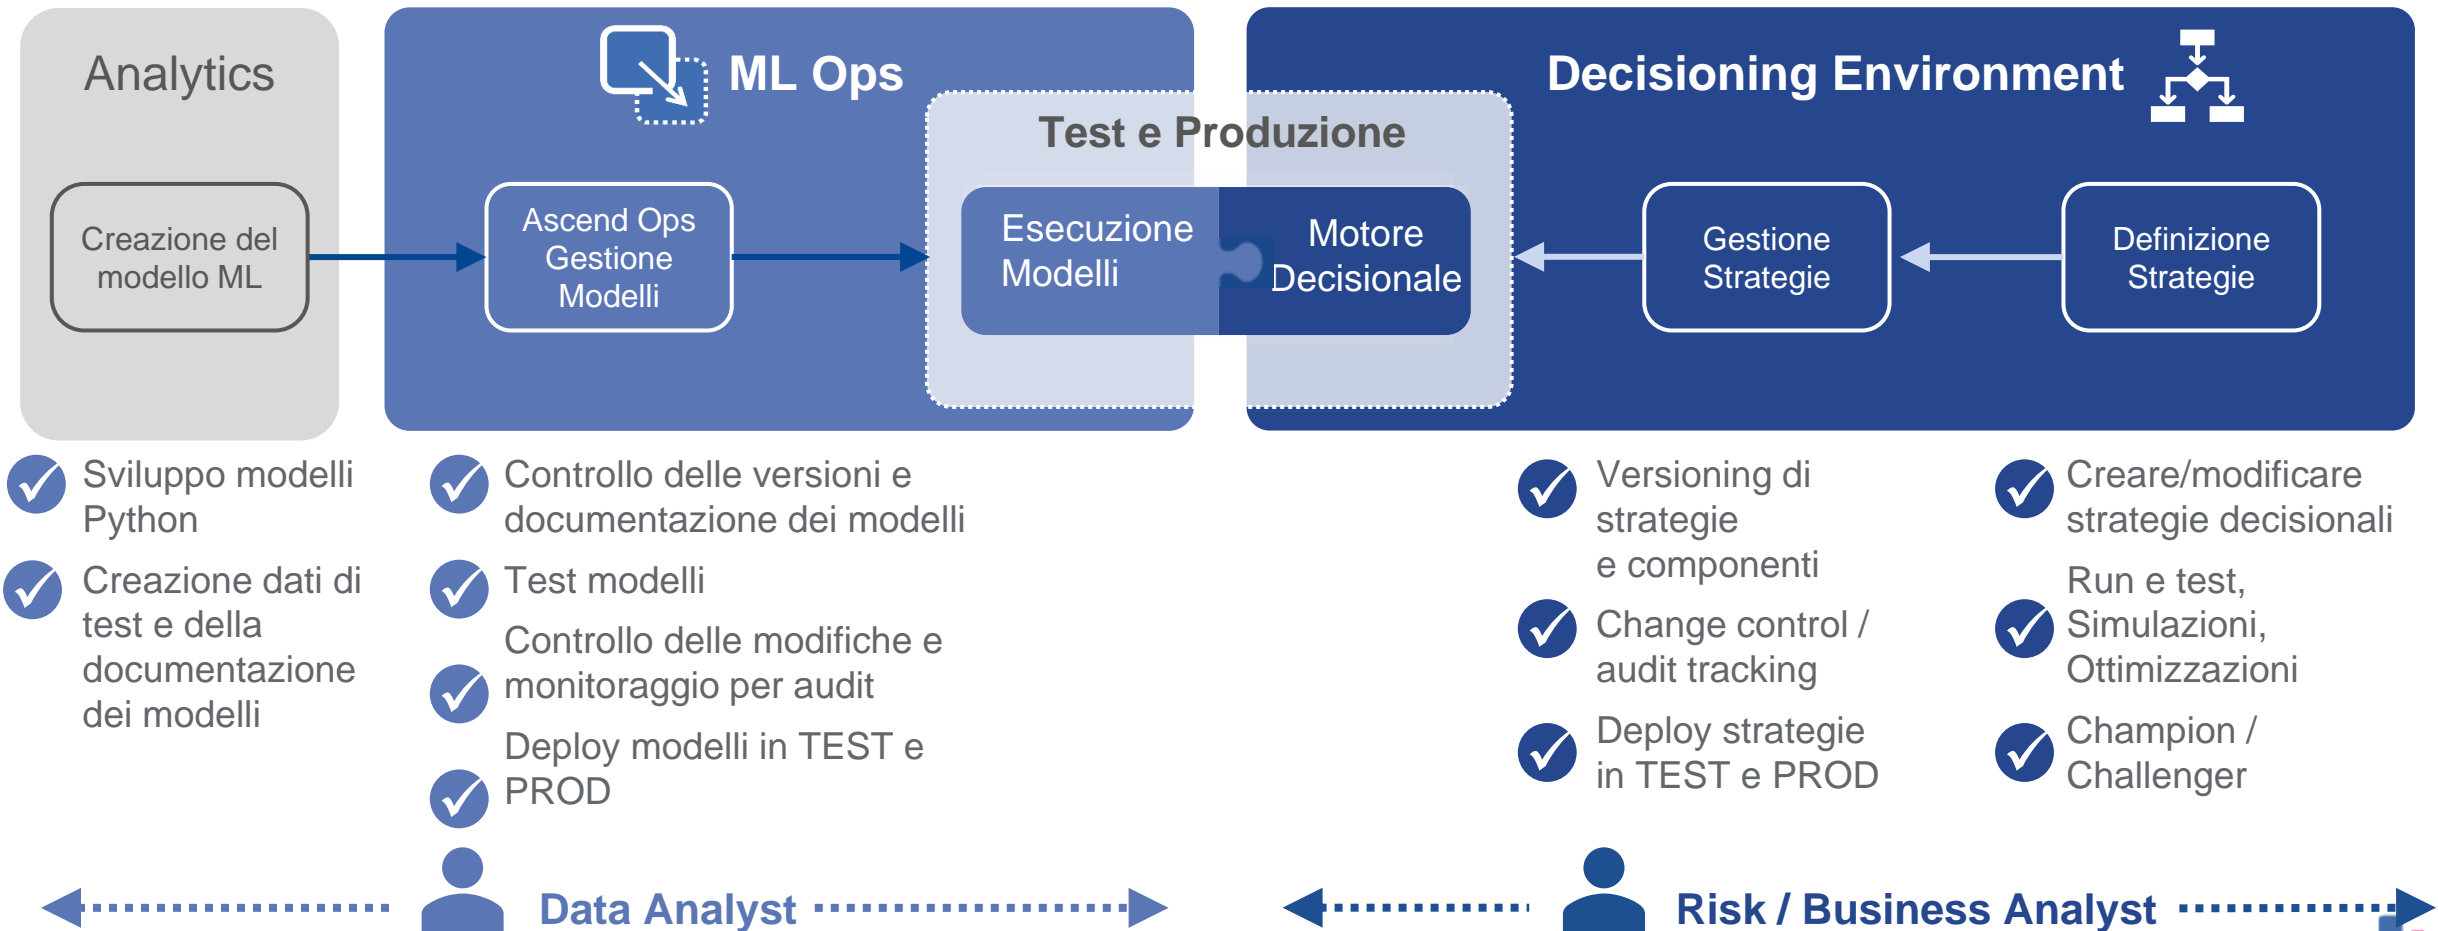 Analytics
ML Ops
Decisioning Environment
Test e Produzione
Creazione del
modello ML
Ascend Ops
Gestione
Modelli
Esecuzione
Modelli
Motore
Decisionale
Gestione
Strategie
Definizione
Strategie
Sviluppo modelli
Python
Creazione dati di
test e della
documentazione
dei modelli
Controllo delle versioni e
documentazione dei modelli
Test modelli
Controllo delle modifiche e
monitoraggio per audit
Deploy modelli in TEST e
PROD
Versioning di
strategie
e componenti
Change control /
audit tracking
Deploy strategie
in TEST e PROD
Creare/modificare
strategie decisionali
Run e test,
Simulazioni,
Ottimizzazioni
Champion /
Challenger
Data Analyst
Risk / Business Analyst